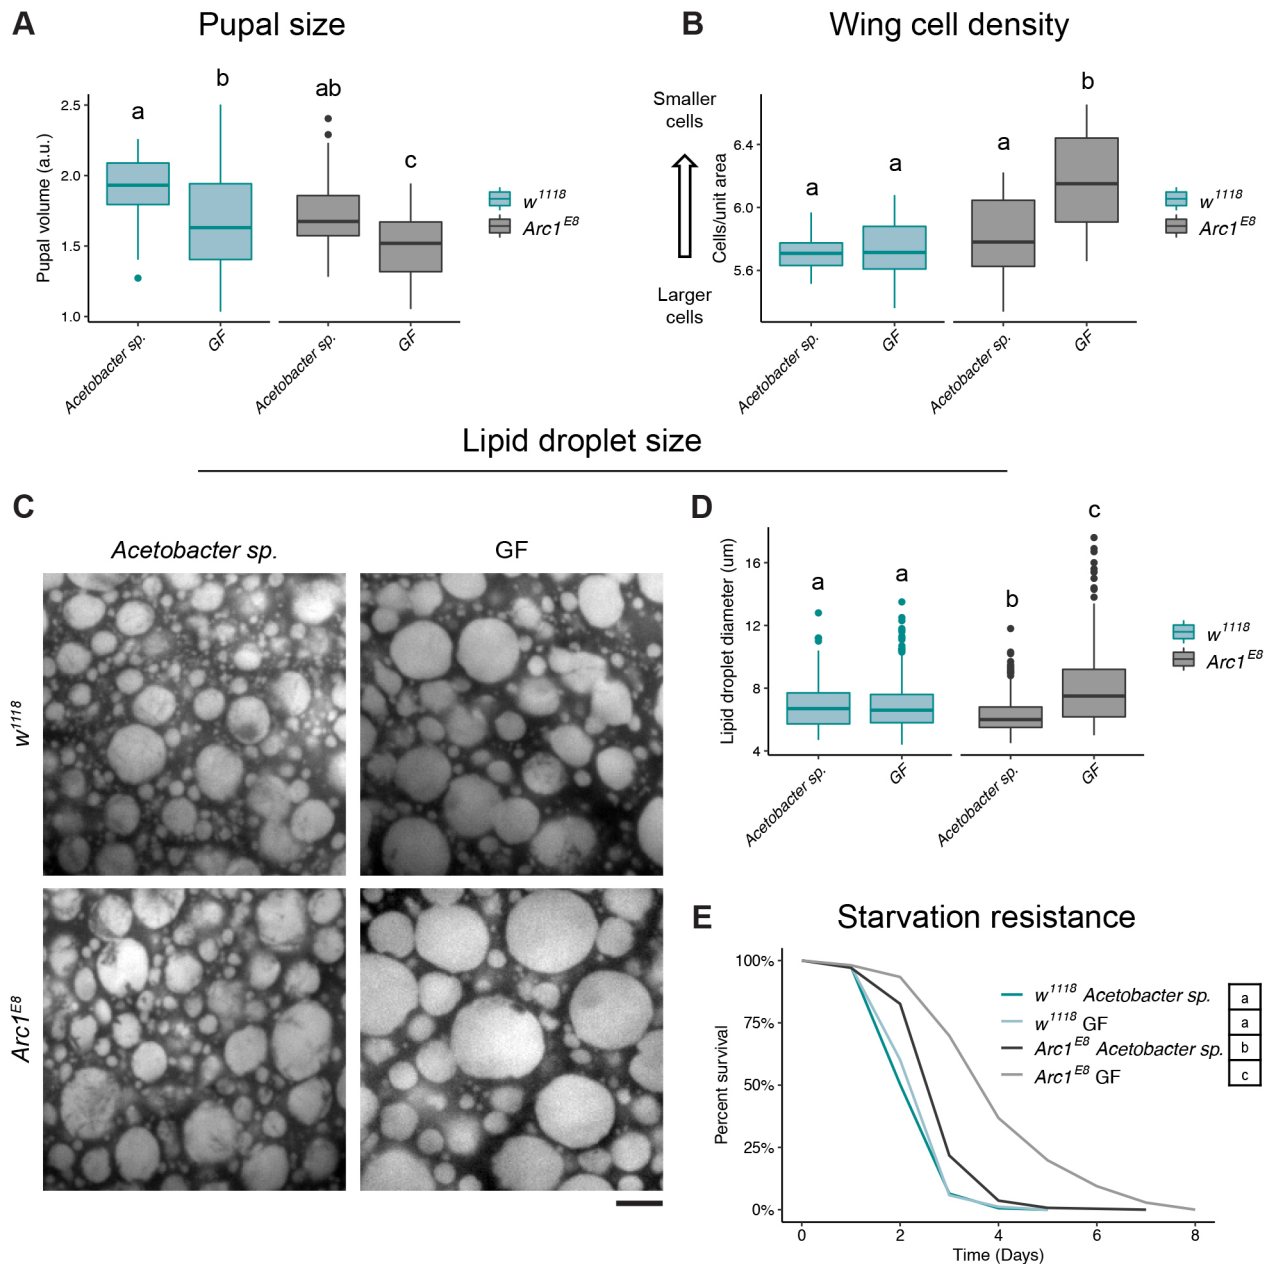 A
Pupal size
Pupal volume (a.u.)
2.5
2.0
1.5
1.0
a
b
ab
c
Acetobacter sp.
GF
Acetobacter sp.
GF
w1118
Arc1E8
B
Wing cell density
Smaller
cells
Larger
cells
Cells/unit area
6.4
6.0
5.6
a
a
a
b
Acetobacter sp.
GF
Acetobacter sp.
GF
w1118
Arc1E8
Lipid droplet size
C
Acetobacter sp.
GF
w1118
Arc1E8
D
Lipid droplet diameter (um)
16
12
8
4
a
a
b
c
Acetobacter sp.
GF
Acetobacter sp.
GF
w1118
Arc1E8
E
Starvation resistance
Percent survival
100%
75%
50%
25%
0%
w1118 Acetobacter sp. a
w1118 GF a
Arc1E8 Acetobacter sp. b
Arc1E8 GF c
0 2 4 6 8
Time (Days)